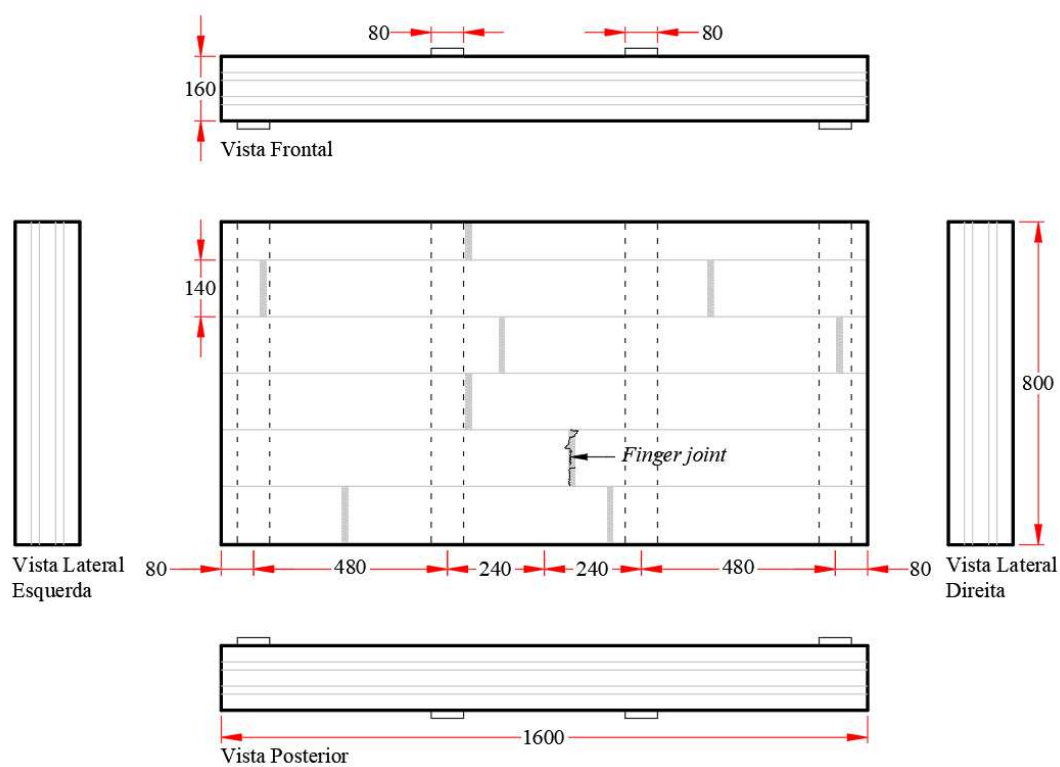 80
80
160
Vista Frontal
140
800
Finger joint
Vista Lateral
Esquerda
80
480
240
240
480
80
Vista Lateral
Direita
1600
Vista Posterior